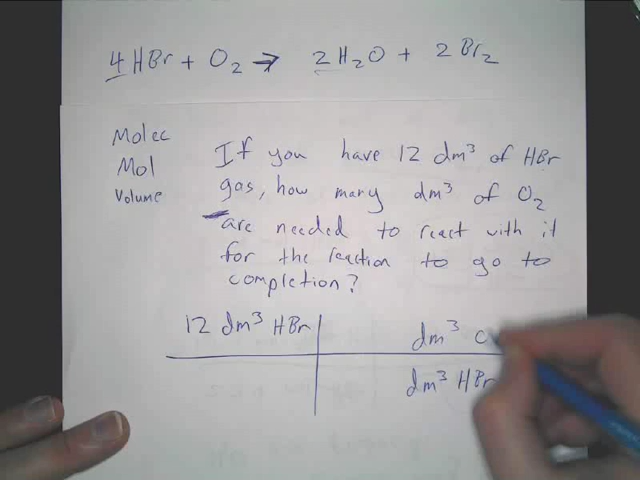 4 HBr + O₂ → 2 H₂O + 2 Br₂
Molec
Mol
Volume
If you have 12 dm³ of HBr
gas, how many dm³ of O₂
are needed to react with it
for the reaction to go to
completion?
12 dm³ HBr
dm³
dm³ HBr